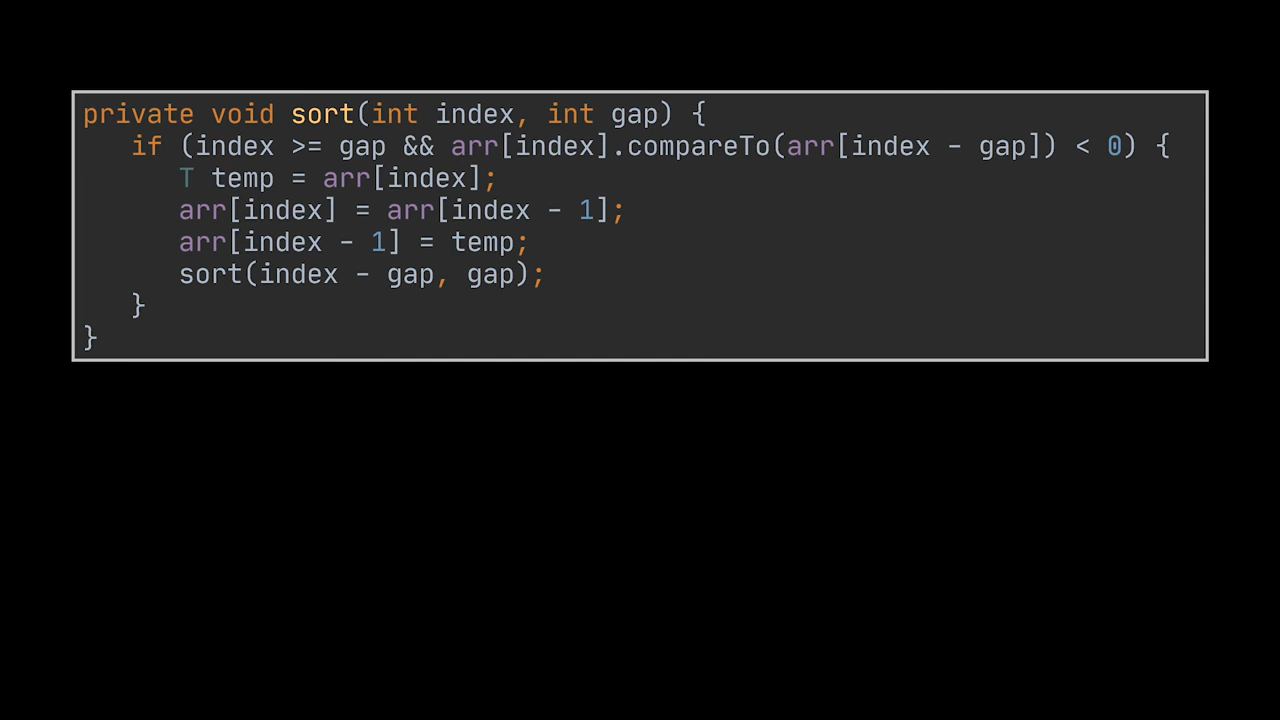 private void sort(int index, int gap) {
   if (index >= gap && arr[index].compareTo(arr[index - gap]) < 0) {
      T temp = arr[index];
      arr[index] = arr[index - 1];
      arr[index - 1] = temp;
      sort(index - gap, gap);
   }
}